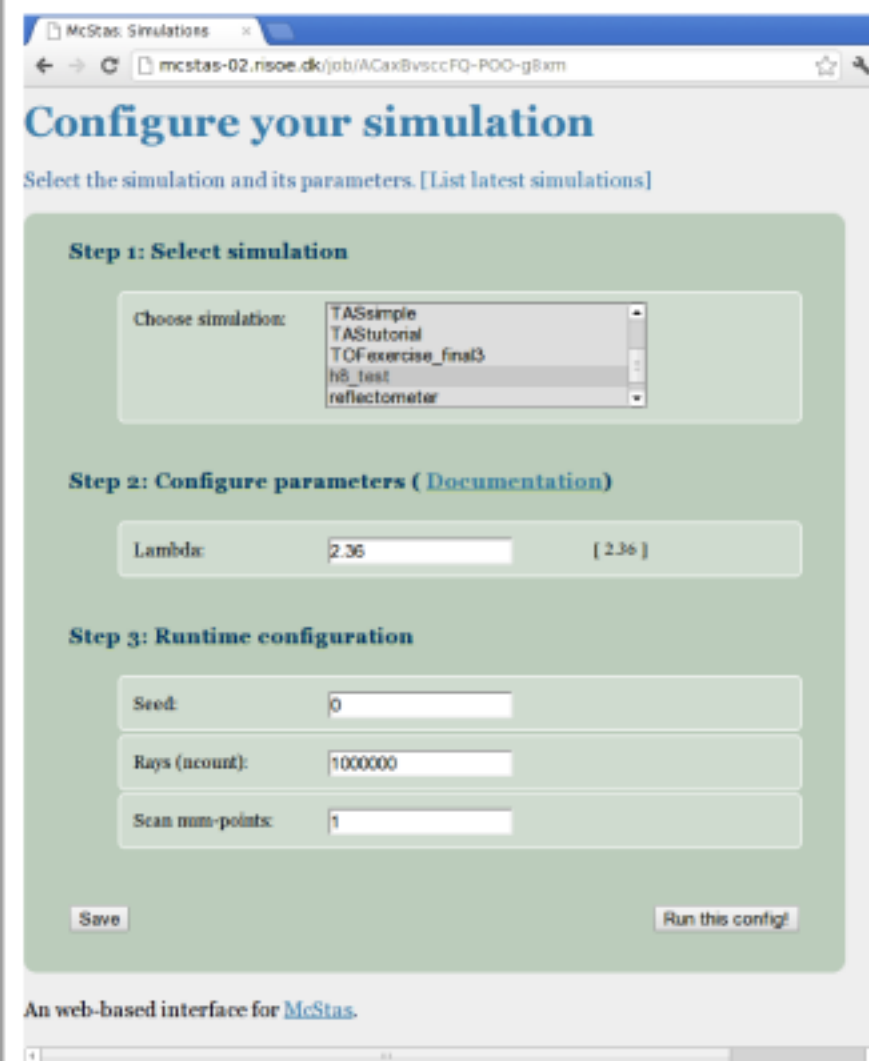 McStas: Simulations ×
mcstas-02.risoe.dk/job/ACaxBvsccFQ-POO-g8xm
Configure your simulation
Select the simulation and its parameters. [List latest simulations]
Step 1: Select simulation
Choose simulation:
TASsimple
TAStutorial
TOFexercise_final3
h8_test
reflectometer
Step 2: Configure parameters ( Documentation)
Lambda: 2.36 [ 2.36 ]
Step 3: Runtime configuration
Seed: 0
Rays (ncount): 1000000
Scan num-points: 1
Save Run this config!
An web-based interface for McStas.